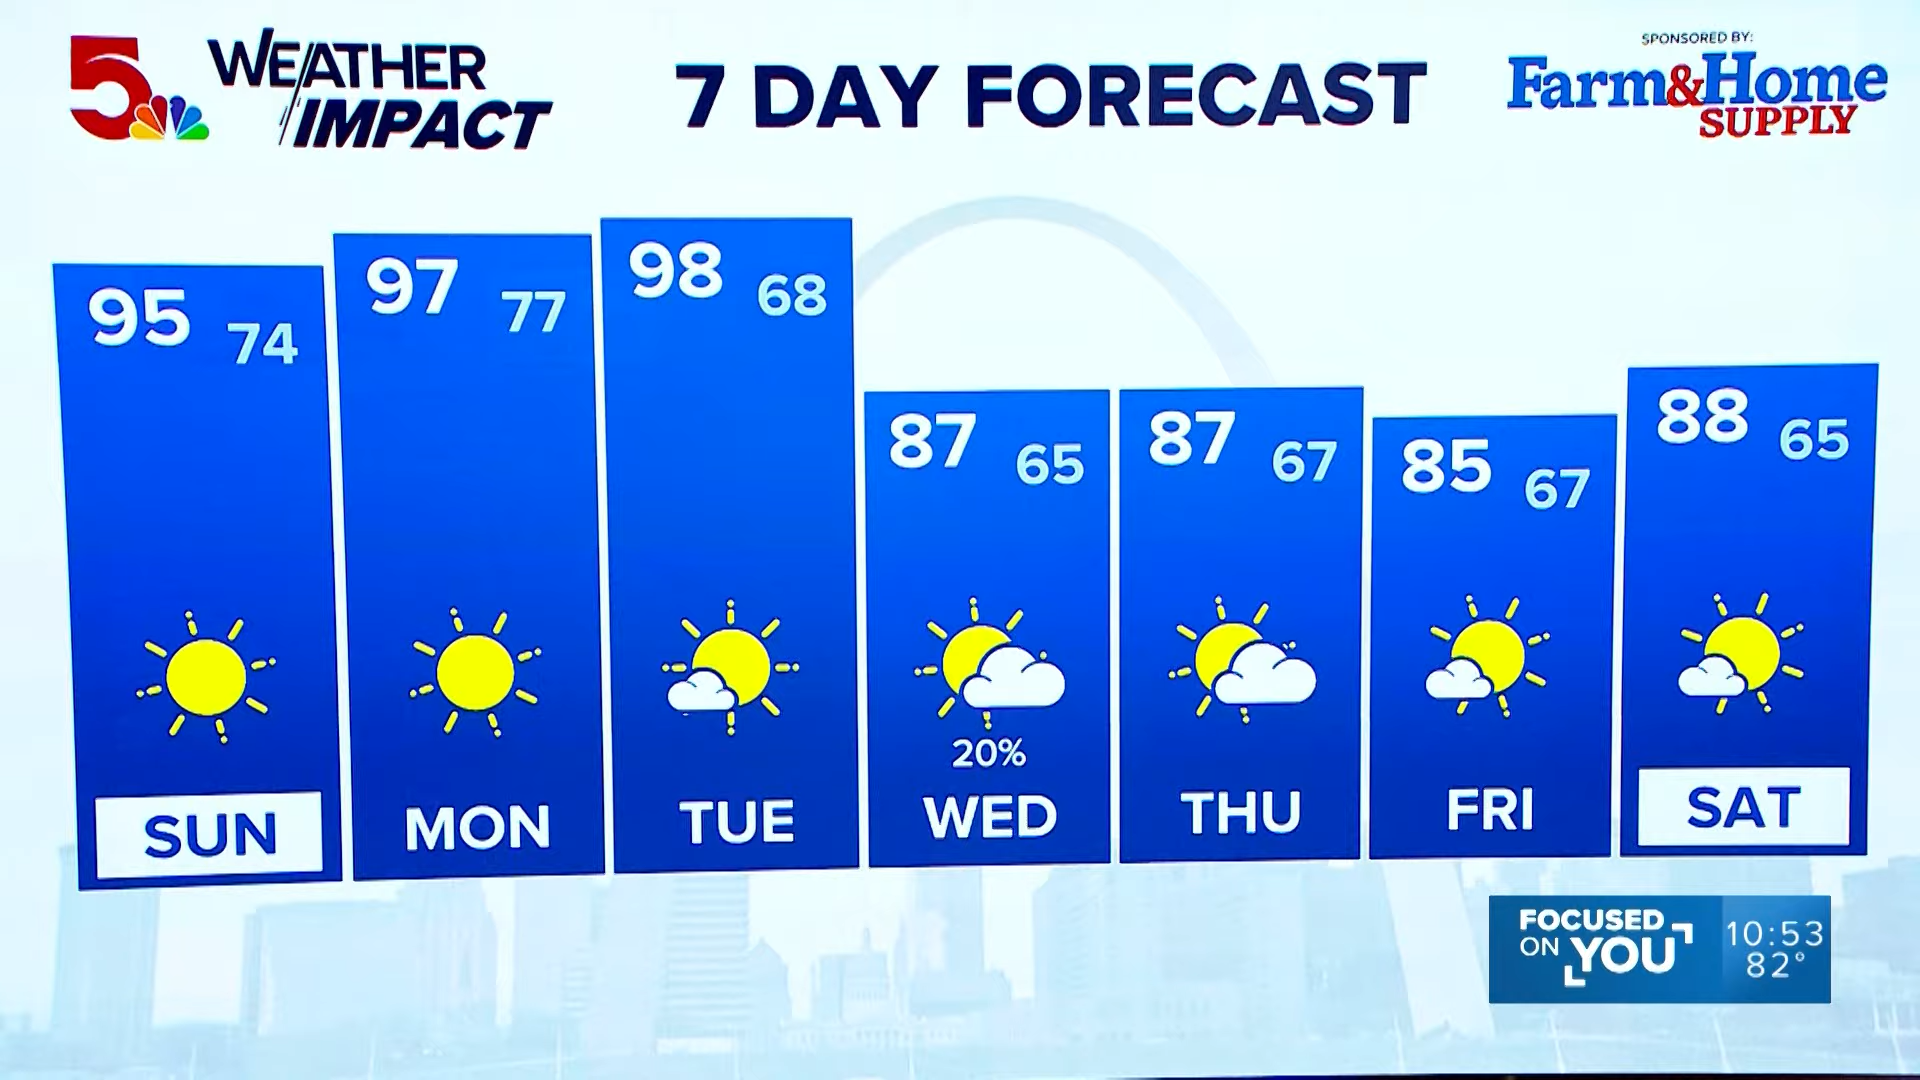 5 WEATHER IMPACT
7 DAY FORECAST
SPONSORED BY:
Farm&Home
SUPPLY
95 74
97 77
98 68
87 65
87 67
85 67
88 65
20%
SUN
MON
TUE
WED
THU
FRI
SAT
FOCUSED
ON YOU
10:53
82°